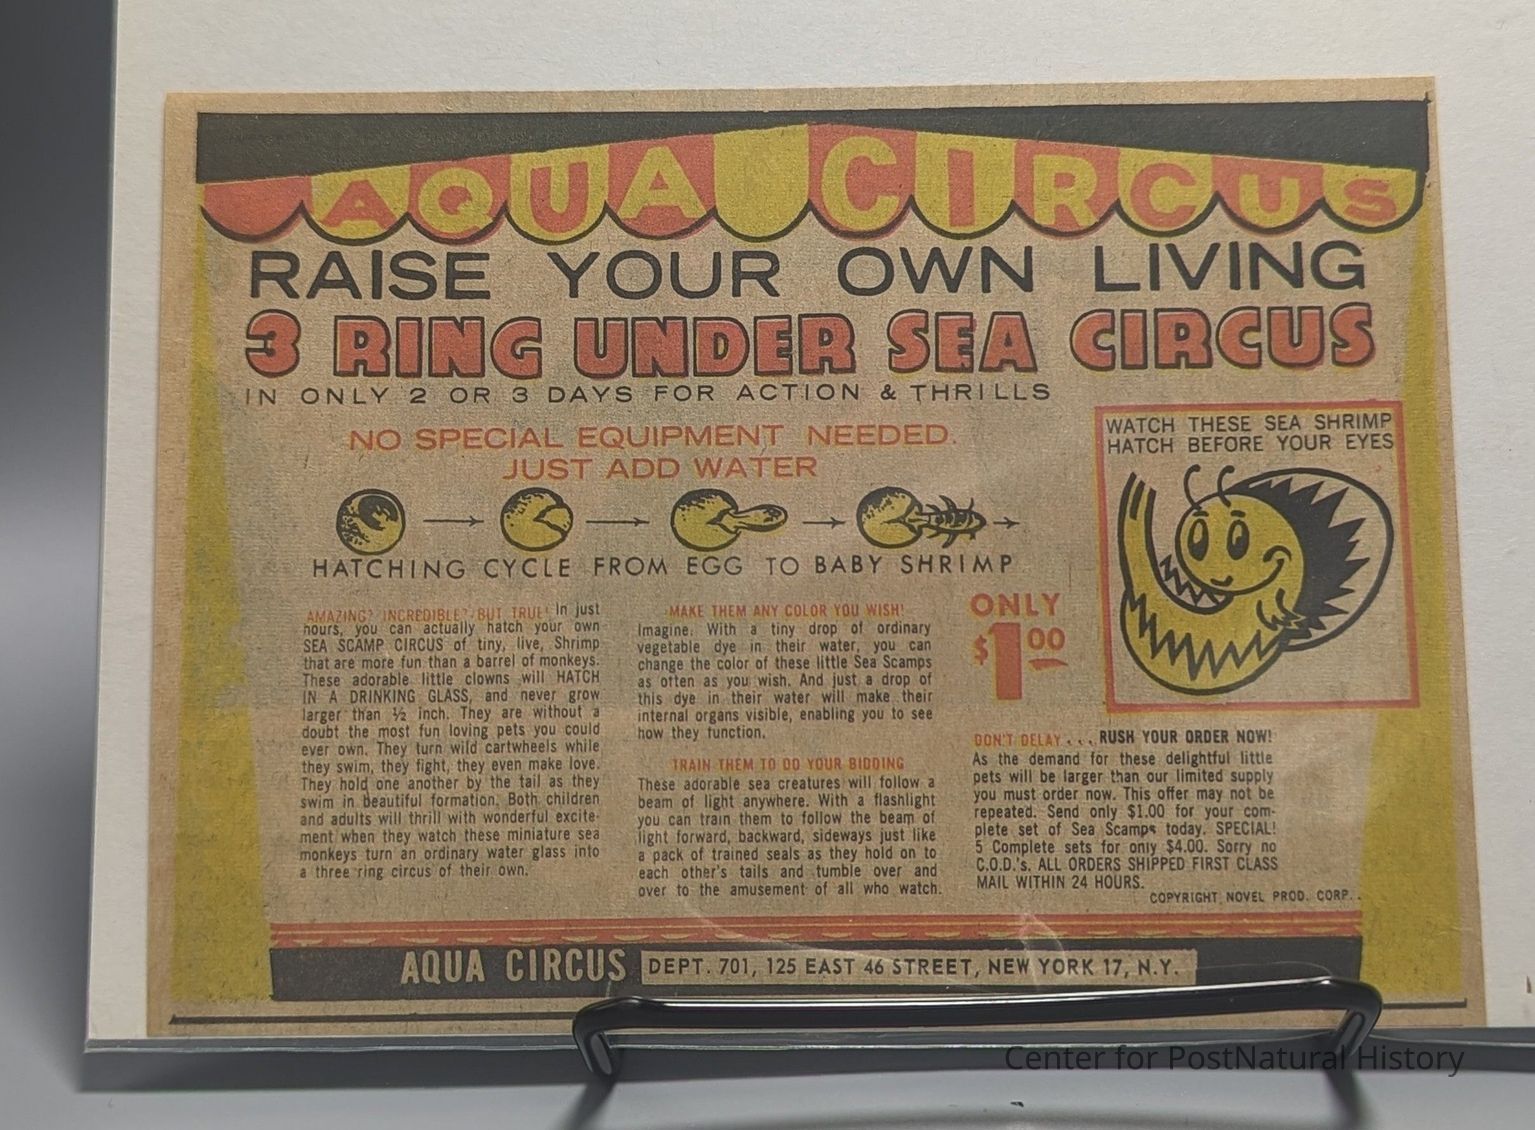 AQUA CIRCUS
RAISE YOUR OWN LIVING
3 RING UNDER SEA CIRCUS
IN ONLY 2 OR 3 DAYS FOR ACTION & THRILLS
NO SPECIAL EQUIPMENT NEEDED.
JUST ADD WATER
WATCH THESE SEA SHRIMP
HATCH BEFORE YOUR EYES
HATCHING CYCLE FROM EGG TO BABY SHRIMP
AMAZING? INCREDIBLE? BUT TRUE! In just
hours, you can actually hatch your own
SEA SCAMP CIRCUS of tiny, live, Shrimp
that are more fun than a barrel of monkeys.
These adorable little clowns will HATCH
IN A DRINKING GLASS, and never grow
larger than ½ inch. They are without a
doubt the most fun loving pets you could
ever own. They turn wild cartwheels while
they swim, they fight, they even make love.
They hold one another by the tail as they
swim in beautiful formation. Both children
and adults will thrill with wonderful excite-
ment when they watch these miniature sea
monkeys turn an ordinary water glass into
a three ring circus of their own.
MAKE THEM ANY COLOR YOU WISH!
Imagine. With a tiny drop of ordinary
vegetable dye in their water, you can
change the color of these little Sea Scamps
as often as you wish. And just a drop of
this dye in their water will make their
internal organs visible, enabling you to see
how they function.
TRAIN THEM TO DO YOUR BIDDING
These adorable sea creatures will follow a
beam of light anywhere. With a flashlight
you can train them to follow the beam of
light forward, backward, sideways just like
a pack of trained seals as they hold on to
each other's tails and tumble over and
over to the amusement of all who watch.
ONLY
$1.00
DON'T DELAY . . . RUSH YOUR ORDER NOW!
As the demand for these delightful little
pets will be larger than our limited supply
you must order now. This offer may not be
repeated. Send only $1.00 for your com-
plete set of Sea Scamps today. SPECIAL!
5 Complete sets for only $4.00. Sorry no
C.O.D.'s. ALL ORDERS SHIPPED FIRST CLASS
MAIL WITHIN 24 HOURS.
COPYRIGHT, NOVEL PROD. CORP.
AQUA CIRCUS DEPT. 701, 125 EAST 46 STREET, NEW YORK 17, N.Y.
Center for PostNatural History